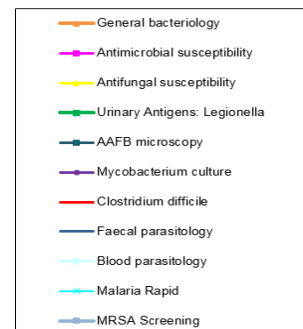 General bacteriology
Antimicrobial susceptibility
Antifungal susceptibility
Urinary Antigens: Legionella
AAFB microscopy
Mycobacterium culture
Clostridium difficile
Faecal parasitology
Blood parasitology
Malaria Rapid
MRSA Screening